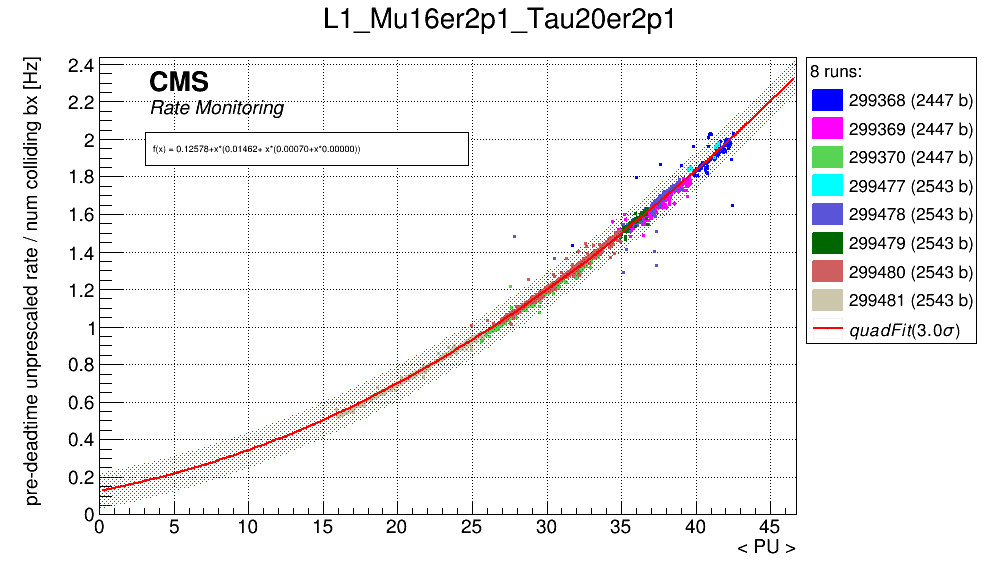 L1_Mu16er2p1_Tau20er2p1
pre-deadtime unprescaled rate / num colliding bx [Hz]
CMS
Rate Monitoring
f(x) = 0.12578+x*(0.01462+ x*(0.00070+x*0.00000))
2.4
2.2
2
1.8
1.6
1.4
1.2
1
0.8
0.6
0.4
0.2
0
0 5 10 15 20 25 30 35 40 45
< PU >
8 runs:
299368 (2447 b)
299369 (2447 b)
299370 (2447 b)
299477 (2543 b)
299478 (2543 b)
299479 (2543 b)
299480 (2543 b)
299481 (2543 b)
quadFit(3.0σ)